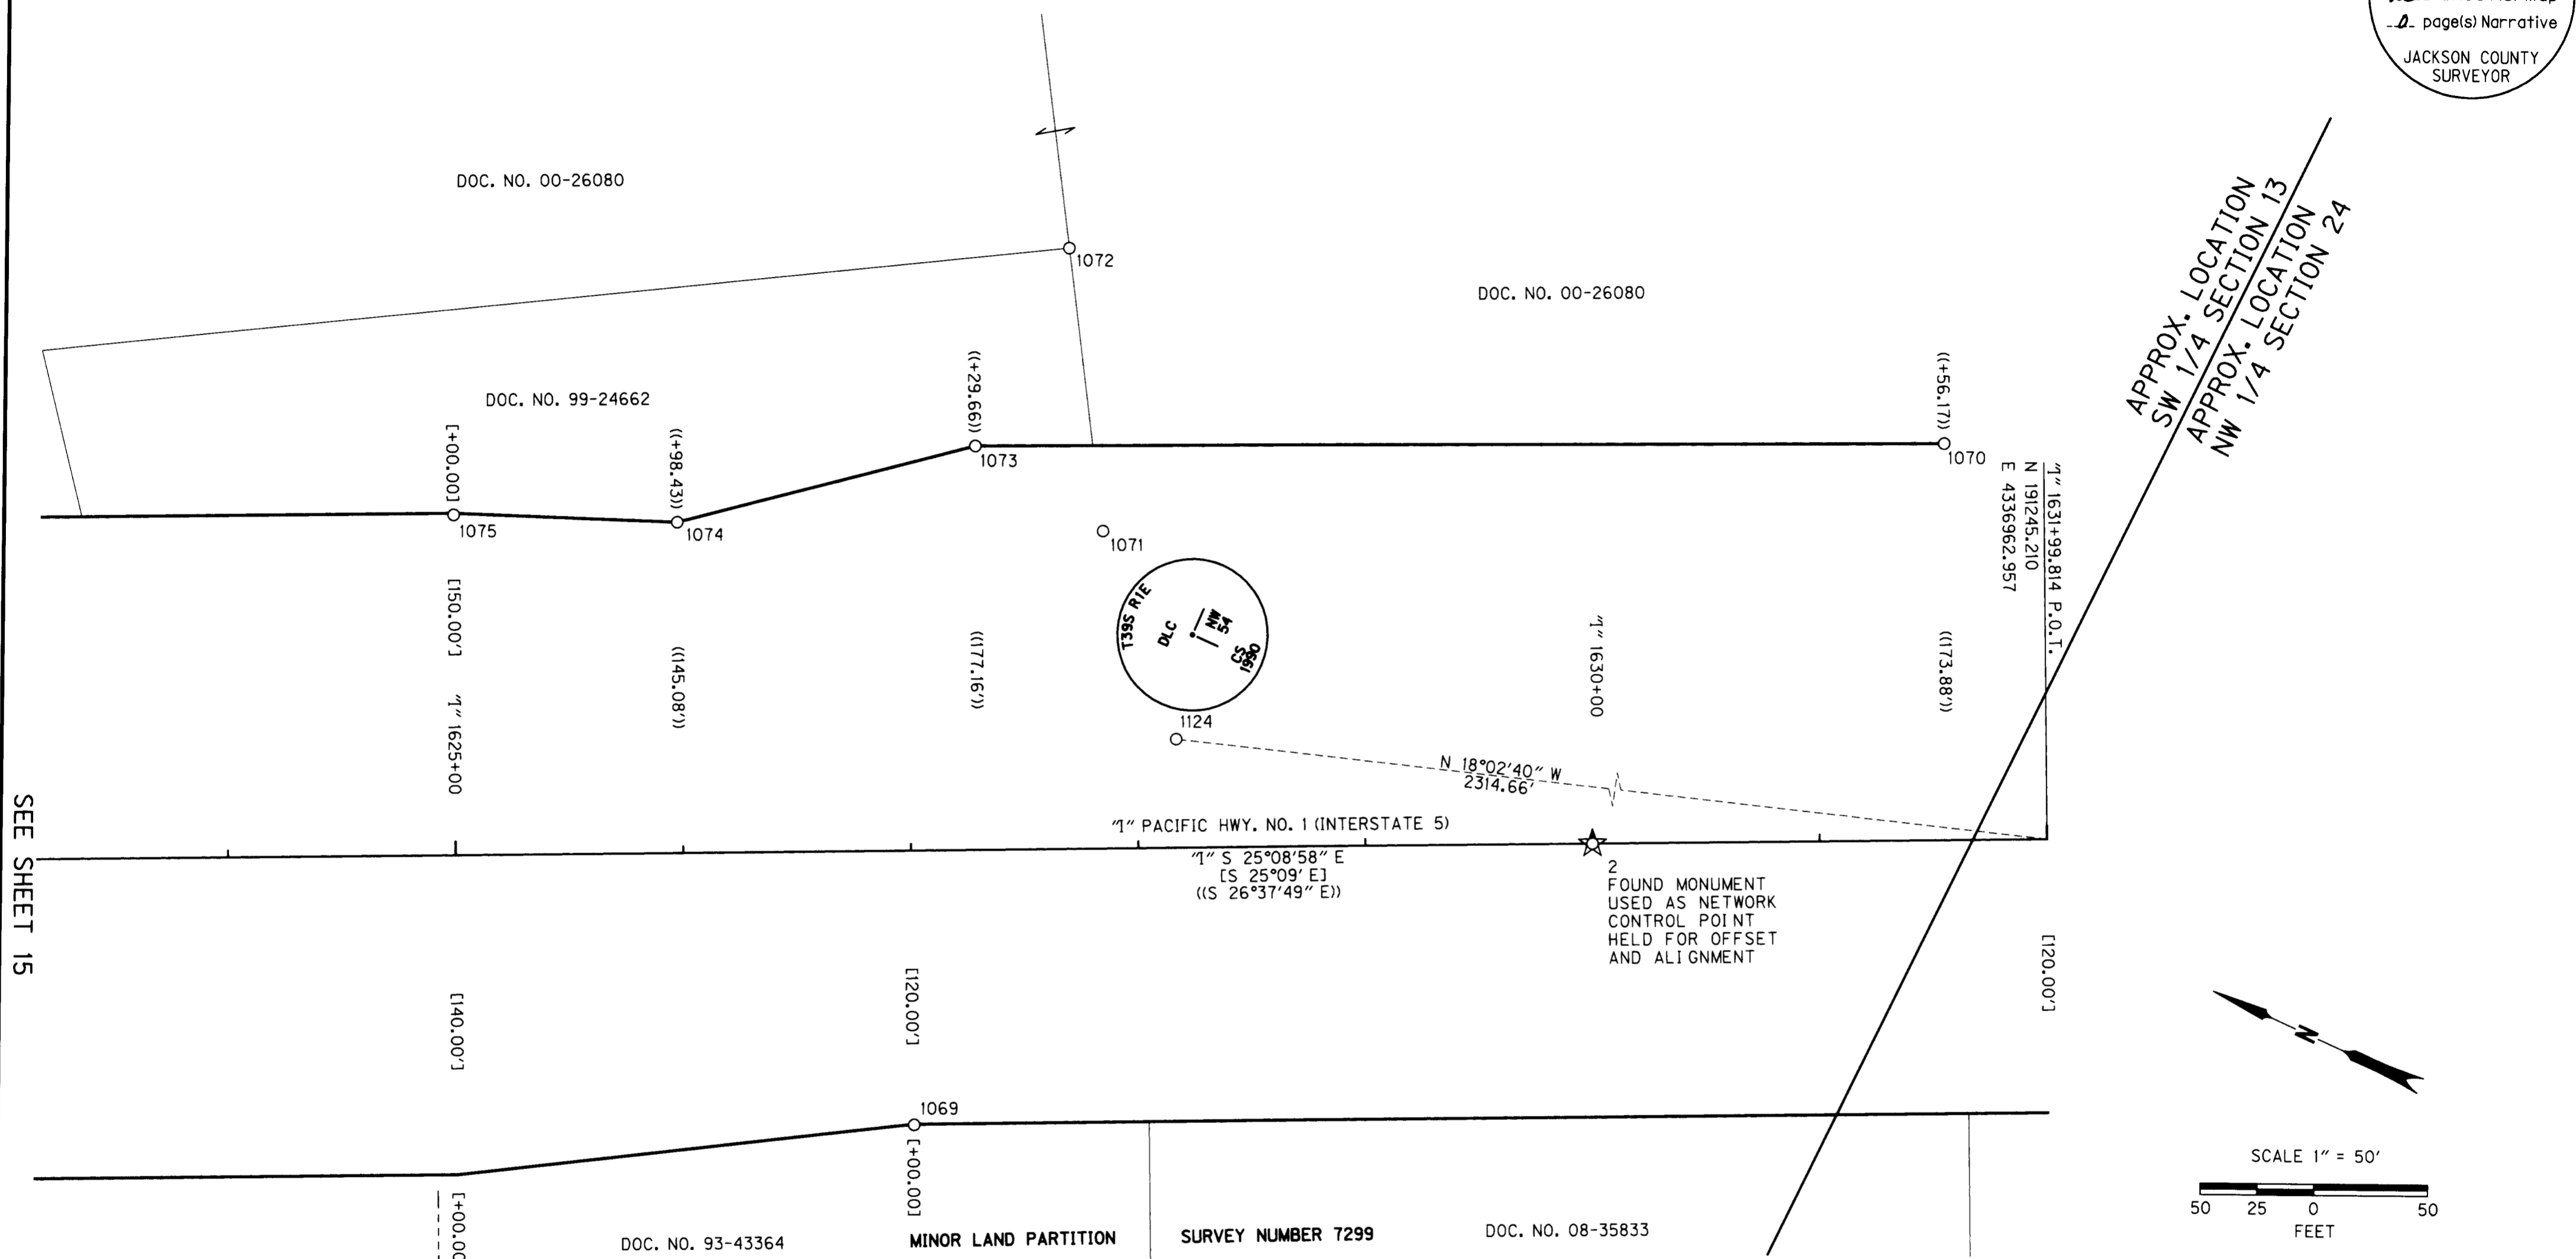 page(s) Narrative
JACKSON COUNTY
SURVEYOR
DOC. NO. 00-26080
1072
DOC. NO. 00-26080
APPROX. LOCATION
SW 1/4 SECTION 13
APPROX. LOCATION
NW 1/4 SECTION 24
DOC. NO. 99-24662
[+00.00]
((+98.43))
((+29.66))
((+56.17))
1075
1074
1073
1070
1071
"I" 1631+99.814 P.O.T.
N 191245.210
E 4336962.957
[150.00']
"I" 1625+00
((145.08'))
((177.16'))
T39S R1E
DLC
NW
54
CS
1990
"I" 1630+00
((173.88'))
1124
N 18°02'40" W
2314.66'
"I" PACIFIC HWY. NO. 1 (INTERSTATE 5)
"I" S 25°08'58" E
[S 25°09' E]
((S 26°37'49" E))
2
FOUND MONUMENT
USED AS NETWORK
CONTROL POINT
HELD FOR OFFSET
AND ALIGNMENT
SEE SHEET 15
[140.00']
[120.00']
[120.00']
N
1069
[+00.00]
[+00.00
SCALE 1" = 50'
50 25 0 50
FEET
DOC. NO. 93-43364
MINOR LAND PARTITION
SURVEY NUMBER 7299
DOC. NO. 08-35833